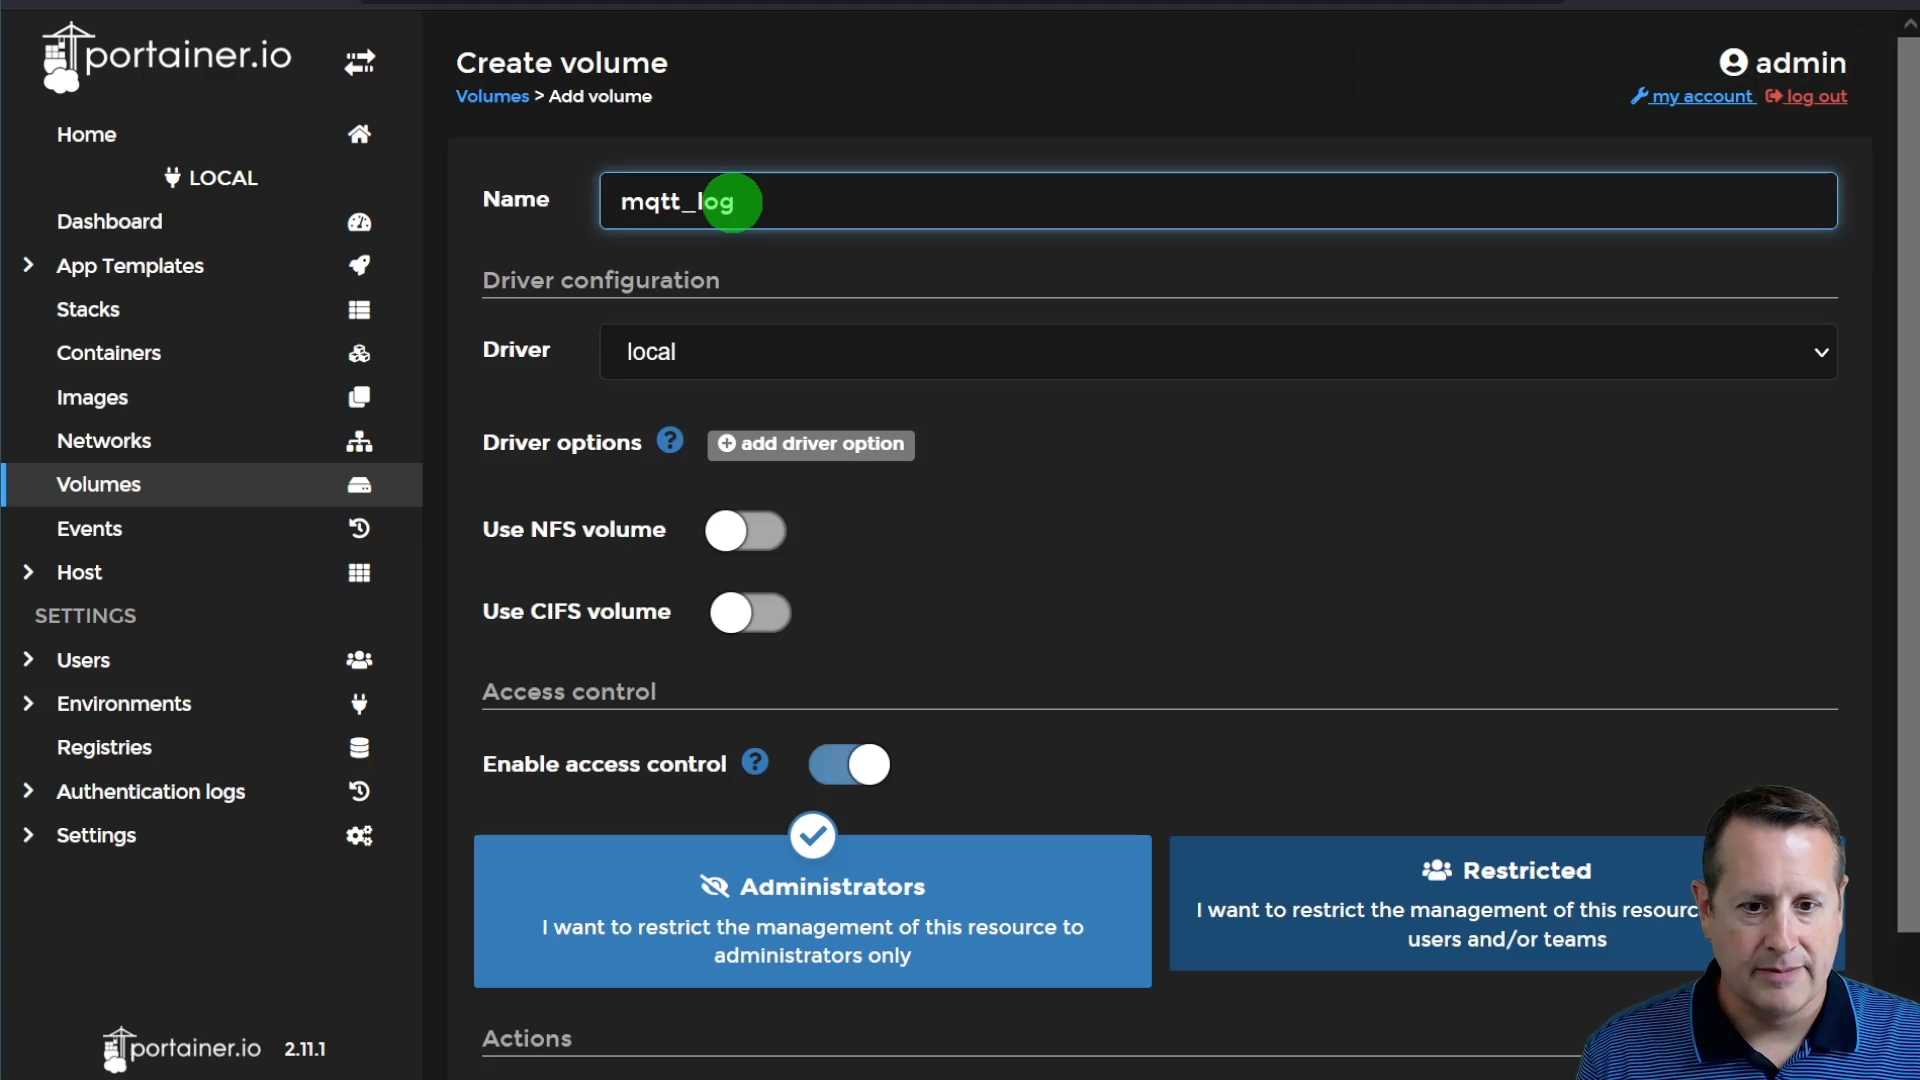 portainer.io
Home
LOCAL
Dashboard
App Templates
Stacks
Containers
Images
Networks
Volumes
Events
Host
SETTINGS
Users
Environments
Registries
Authentication logs
Settings
portainer.io 2.11.1
Create volume
Volumes > Add volume
admin
my account log out
Name mqtt_log
Driver configuration
Driver local
Driver options ? add driver option
Use NFS volume
Use CIFS volume
Access control
Enable access control ?
Administrators
I want to restrict the management of this resource to
administrators only
Restricted
I want to restrict the management of this resourc
users and/or teams
Actions